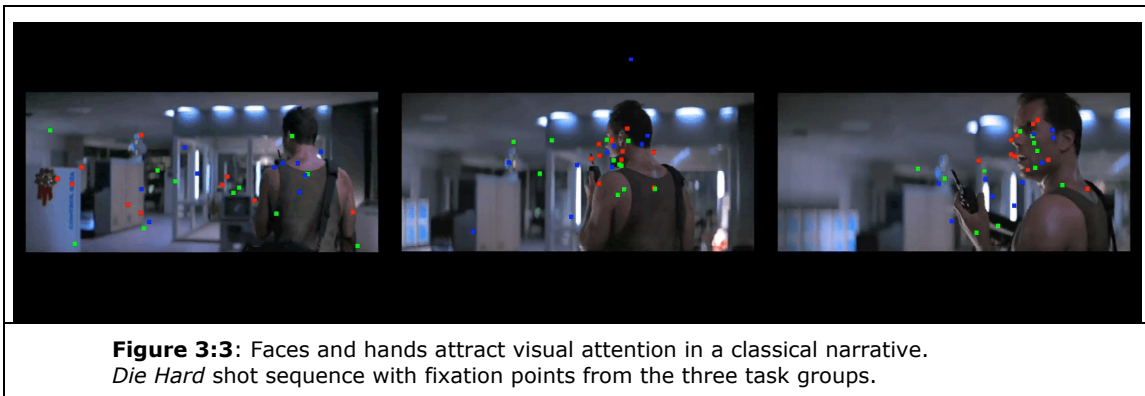 Figure 3:3: Faces and hands attract visual attention in a classical narrative.
Die Hard shot sequence with fixation points from the three task groups.